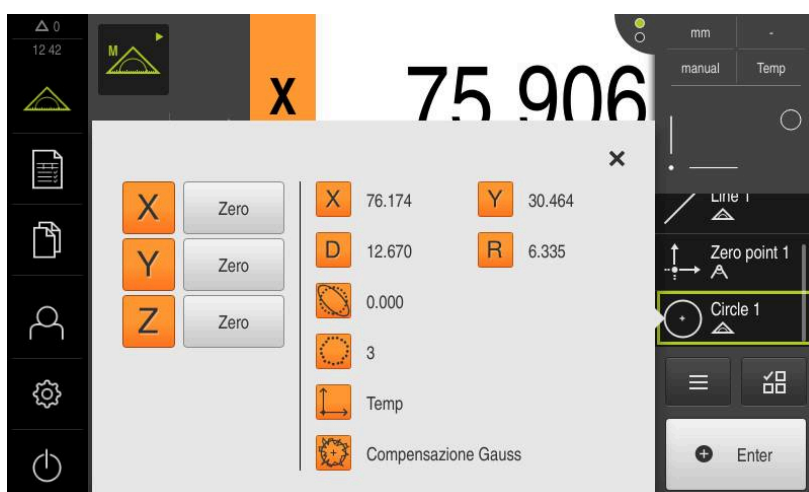 0
12 42
M
X
75.906
mm
-
manual
Temp
X
Zero
Y
Zero
Z
Zero
X
76.174
Y
30.464
D
12.670
R
6.335
0.000
3
Temp
Compensazione Gauss
Line 1
Zero point 1
Circle 1
Enter